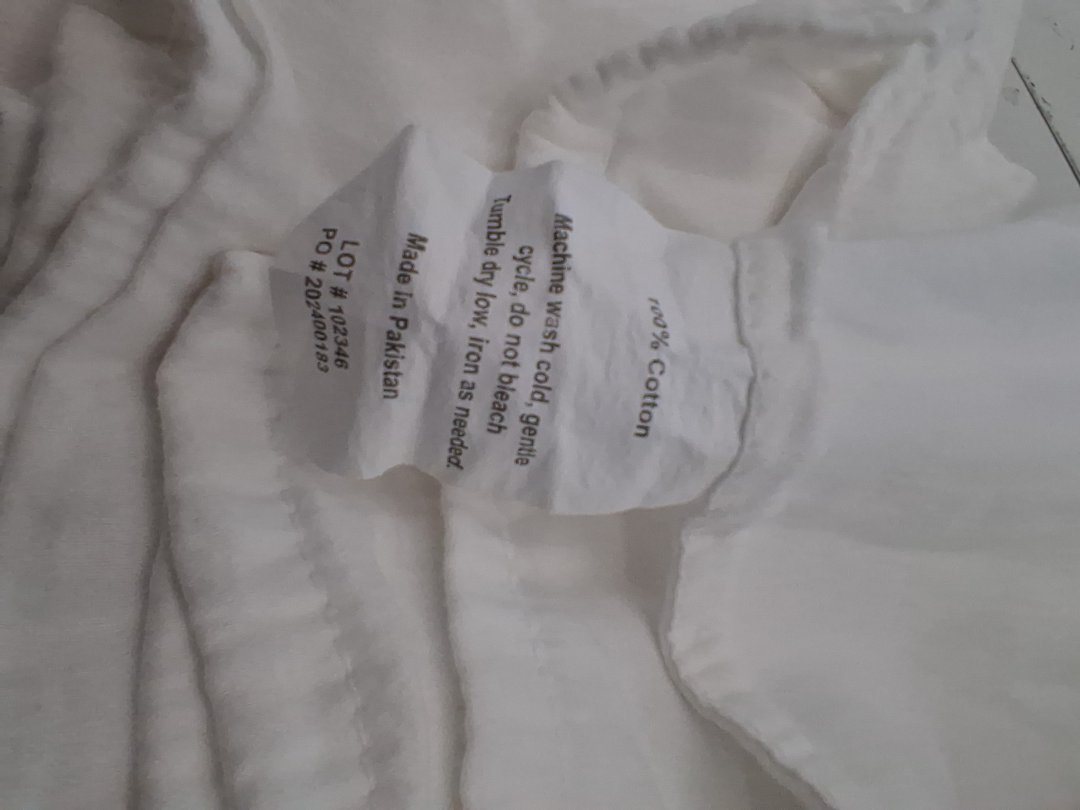 100% Cotton
Machine wash cold, gentle
cycle, do not bleach
Tumble dry low, iron as needed.
Made in Pakistan
LOT # 102346
PO # 202400183